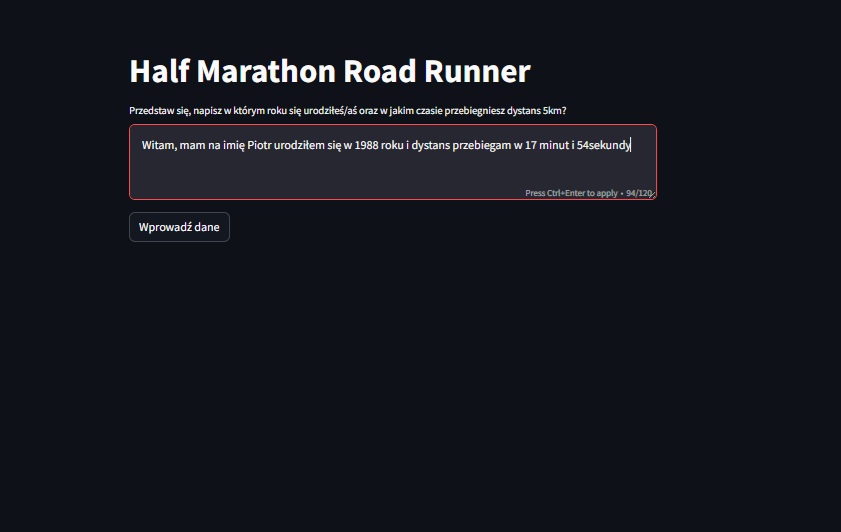 Half Marathon Road Runner
Przedstaw się, napisz w którym roku się urodziłeś/aś oraz w jakim czasie przebiegniesz dystans 5km?
Witam, mam na imię Piotr urodziłem się w 1988 roku i dystans przebiegam w 17 minut i 54sekundy
Press Ctrl+Enter to apply • 94/120
Wprowadź dane